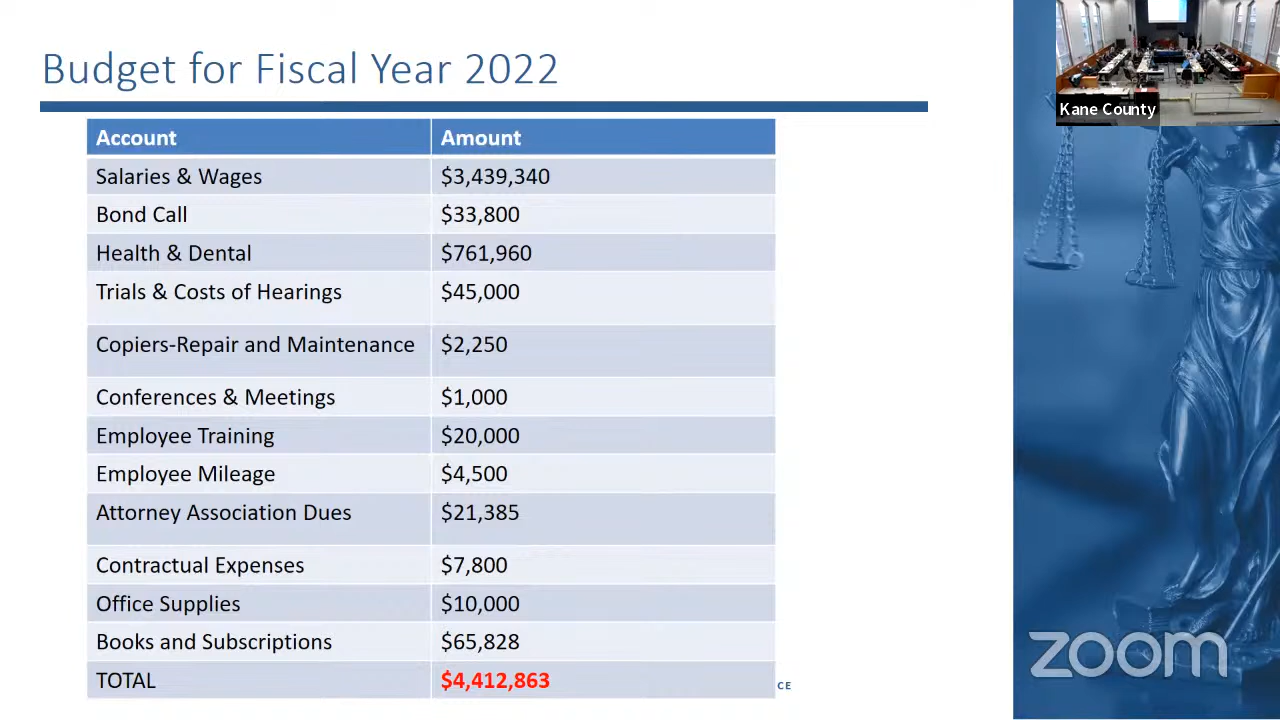 Budget for Fiscal Year 2022
Kane County
Account Amount
Salaries & Wages $3,439,340
Bond Call $33,800
Health & Dental $761,960
Trials & Costs of Hearings $45,000
Copiers-Repair and Maintenance $2,250
Conferences & Meetings $1,000
Employee Training $20,000
Employee Mileage $4,500
Attorney Association Dues $21,385
Contractual Expenses $7,800
Office Supplies $10,000
Books and Subscriptions $65,828
TOTAL $4,412,863
CE
zoom